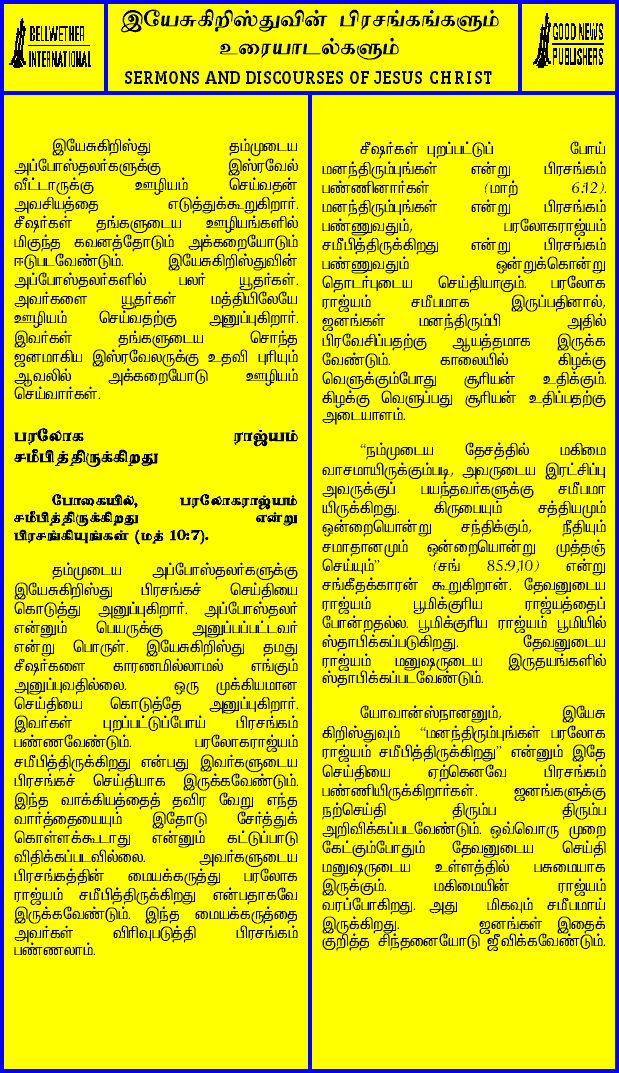 BELLWETHER
INTERNATIONAL
இயேசுகிறிஸ்துவின் பிரசங்கங்களும்
உரையாடல்களும்
SERMONS AND DISCOURSES OF JESUS CHRIST
GOOD NEWS
PUBLISHERS
இயேசுகிறிஸ்து தம்முடைய
அப்போஸ்தலர்களுக்கு இஸ்ரவேல்
வீட்டாருக்கு ஊழியம் செய்வதன்
அவசியத்தை எடுத்துக்கூறுகிறார்.
சீஷர்கள் தங்களுடைய ஊழியங்களில்
மிகுந்த கவனத்தோடும் அக்கறையோடும்
ஈடுபடவேண்டும். இயேசுகிறிஸ்துவின்
அப்போஸ்தலர்களில் பலர் யூதர்கள்.
அவர்களை யூதர்கள் மத்தியிலேயே
ஊழியம் செய்வதற்கு அனுப்புகிறார்.
இவர்கள் தங்களுடைய சொந்த
ஜனமாகிய இஸ்ரவேலருக்கு உதவி புரியும்
ஆவலில் அக்கறையோடு ஊழியம்
செய்வார்கள்.
பரலோக ராஜ்யம்
சமீபித்திருக்கிறது
போகையில், பரலோகராஜ்யம்
சமீபித்திருக்கிறது என்று
பிரசங்கியுங்கள் (மத் 10:7).
தம்முடைய அப்போஸ்தலர்களுக்கு
இயேசுகிறிஸ்து பிரசங்கச் செய்தியை
கொடுத்து அனுப்புகிறார். அப்போஸ்தலர்
என்னும் பெயருக்கு அனுப்பப்பட்டவர்
என்று பொருள். இயேசுகிறிஸ்து தமது
சீஷர்களை காரணமில்லாமல் எங்கும்
அனுப்புவதில்லை. ஒரு முக்கியமான
செய்தியை கொடுத்தே அனுப்புகிறார்.
இவர்கள் புறப்பட்டுப்போய் பிரசங்கம்
பண்ணவேண்டும். பரலோகராஜ்யம்
சமீபித்திருக்கிறது என்பது இவர்களுடைய
பிரசங்கச் செய்தியாக இருக்கவேண்டும்.
இந்த வாக்கியத்தைத் தவிர வேறு எந்த
வார்த்தையையும் இதோடு சேர்த்துக்
கொள்ளக்கூடாது என்னும் கட்டுப்பாடு
விதிக்கப்படவில்லை. அவர்களுடைய
பிரசங்கத்தின் மையக்கருத்து பரலோக
ராஜ்யம் சமீபித்திருக்கிறது என்பதாகவே
இருக்கவேண்டும். இந்த மையக்கருத்தை
அவர்கள் விரிவுபடுத்தி பிரசங்கம்
பண்ணலாம்.
சீஷர்கள் புறப்பட்டுப் போய்
மனந்திரும்புங்கள் என்று பிரசங்கம்
பண்ணினார்கள் (மாற் 6:12).
மனந்திரும்புங்கள் என்று பிரசங்கம்
பண்ணுவதும், பரலோகராஜ்யம்
சமீபித்திருக்கிறது என்று பிரசங்கம்
பண்ணுவதும் ஒன்றுக்கொன்று
தொடர்புடைய செய்தியாகும். பரலோக
ராஜ்யம் சமீபமாக இருப்பதினால்,
ஜனங்கள் மனந்திரும்பி அதில்
பிரவேசிப்பதற்கு ஆயத்தமாக இருக்க
வேண்டும். காலையில் கிழக்கு
வெளுக்கும்போது சூரியன் உதிக்கும்.
கிழக்கு வெளுப்பது சூரியன் உதிப்பதற்கு
அடையாளம்.
“நம்முடைய தேசத்தில் மகிமை
வாசமாயிருக்கும்படி, அவருடைய இரட்சிப்பு
அவருக்குப் பயந்தவர்களுக்கு சமீபமா
யிருக்கிறது. கிருபையும் சத்தியமும்
ஒன்றையொன்று சந்திக்கும், நீதியும்
சமாதானமும் ஒன்றையொன்று முத்தஞ்
செய்யும்” (சங் 85:9,10) என்று
சங்கீதக்காரன் கூறுகிறான். தேவனுடைய
ராஜ்யம் பூமிக்குரிய ராஜ்யத்தைப்
போன்றதல்ல. பூமிக்குரிய ராஜ்யம் பூமியில்
ஸ்தாபிக்கப்படுகிறது. தேவனுடைய
ராஜ்யம் மனுஷருடைய இருதயங்களில்
ஸ்தாபிக்கப்படவேண்டும்.
யோவான்ஸ்நானனும், இயேசு
கிறிஸ்துவும் “மனந்திரும்புங்கள் பரலோக
ராஜ்யம் சமீபித்திருக்கிறது” என்னும் இதே
செய்தியை ஏற்கெனவே பிரசங்கம்
பண்ணியிருக்கிறார்கள். ஜனங்களுக்கு
நற்செய்தி திரும்ப திரும்ப
அறிவிக்கப்படவேண்டும். ஒவ்வொரு முறை
கேட்கும்போதும் தேவனுடைய செய்தி
மனுஷருடைய உள்ளத்தில் பசுமையாக
இருக்கும். மகிமையின் ராஜ்யம்
வரப்போகிறது. அது மிகவும் சமீபமாய்
இருக்கிறது. ஜனங்கள் இதைக்
குறித்த சிந்தனையோடு ஜீவிக்கவேண்டும்.